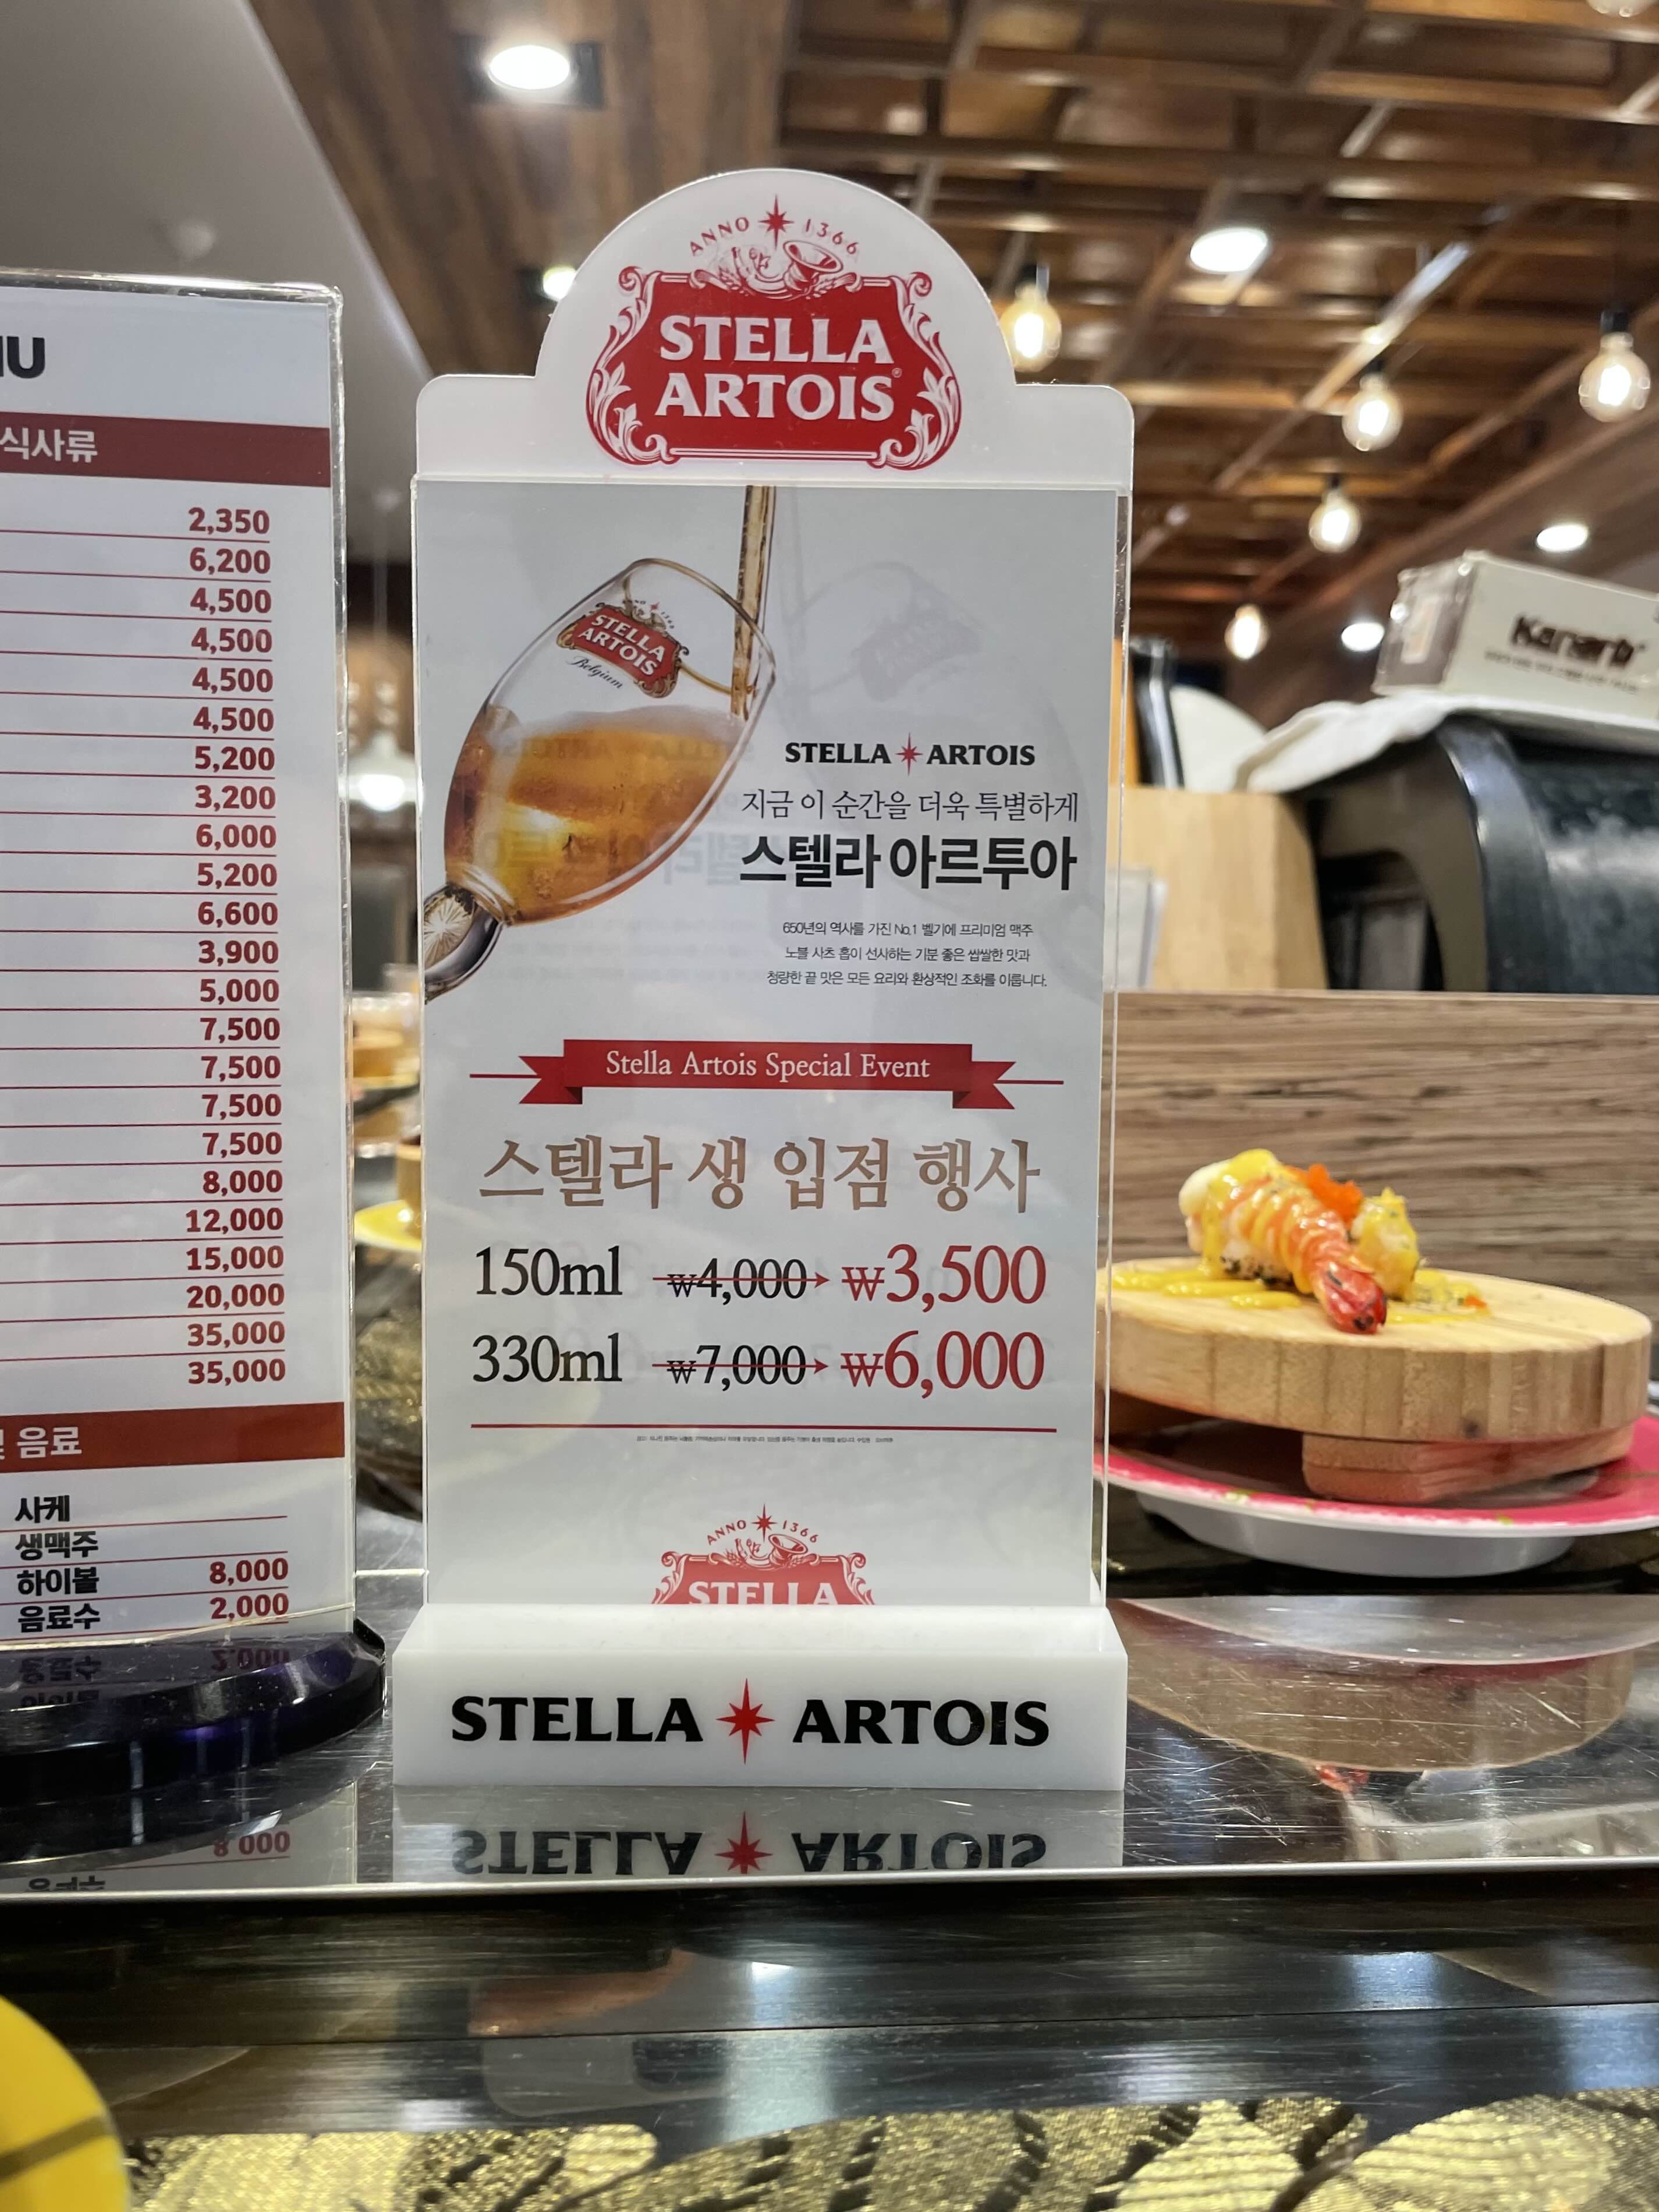 식사류
2,350
6,200
4,500
4,500
4,500
4,500
5,200
3,200
6,000
5,200
6,600
3,900
5,000
7,500
7,500
7,500
7,500
8,000
12,000
15,000
20,000
35,000
35,000
음료
사케
생맥주
하이볼 8,000
음료수 2,000
ANNO 1366
STELLA
ARTOIS
STELLA
ARTOIS
Belgium
STELLA ARTOIS
지금 이 순간을 더욱 특별하게
스텔라 아르투아
650년의 역사를 가진 No.1 벨기에 프리미엄 맥주
노블 사츠 홉이 선사하는 기분 좋은 쌉쌀한 맛과
청량한 끝 맛은 모든 요리와 환상적인 조화를 이룹니다.
Stella Artois Special Event
스텔라 생 입점 행사
150ml ₩4,000 ₩3,500
330ml ₩7,000 ₩6,000
ANNO 1366
STELLA
STELLA ARTOIS